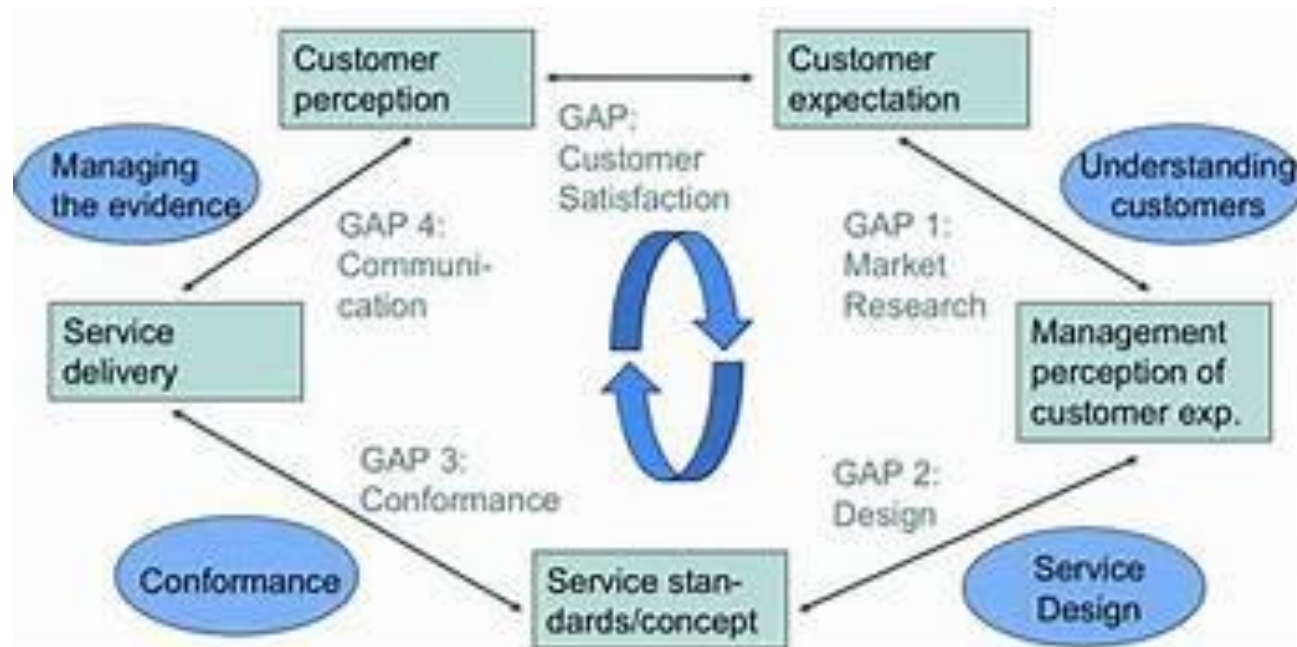 Customer
perception
Customer
expectation
GAP:
Customer
Satisfaction
Managing
the evidence
Understanding
customers
GAP 4:
Communi-
cation
GAP 1:
Market
Research
Service
delivery
Management
perception of
customer exp.
GAP 3:
Conformance
GAP 2:
Design
Conformance
Service stan-
dards/concept
Service
Design